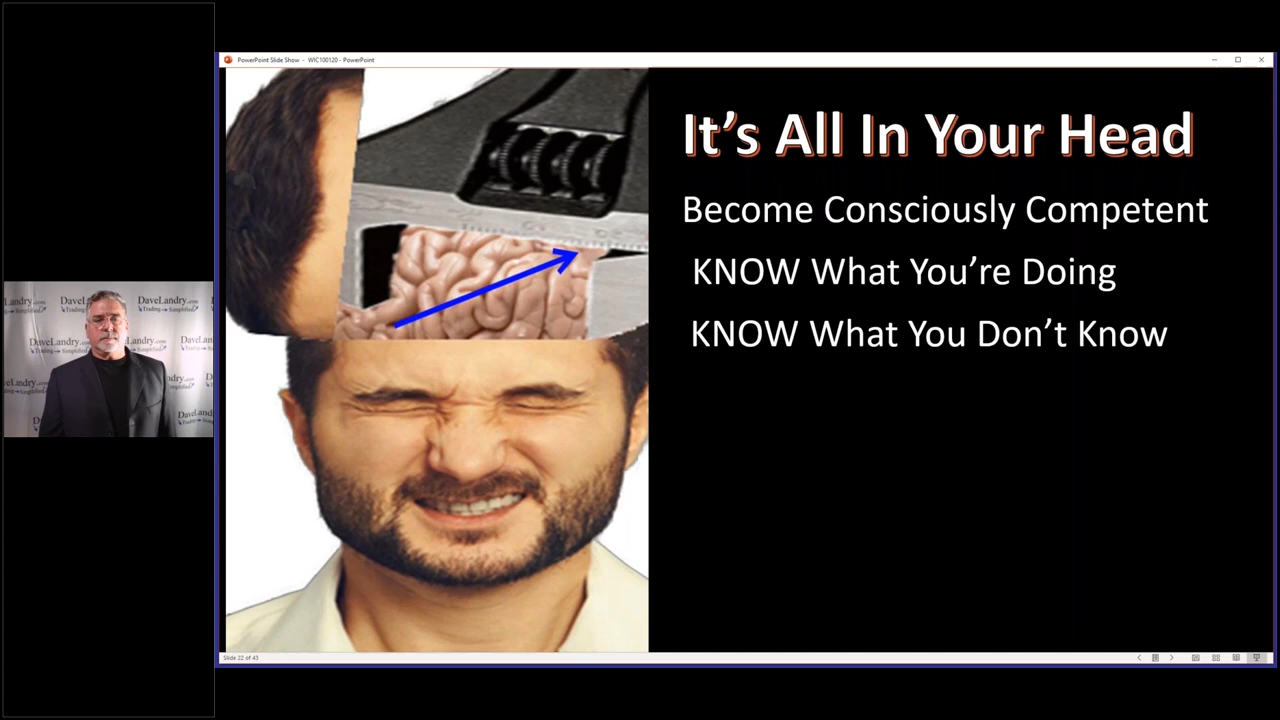 PowerPoint Slide Show - WIC100120 - PowerPoint
It's All In Your Head
Become Consciously Competent
KNOW What You're Doing
KNOW What You Don't Know
DaveLandry.com
Trading Simplified
Slide 22 of 43